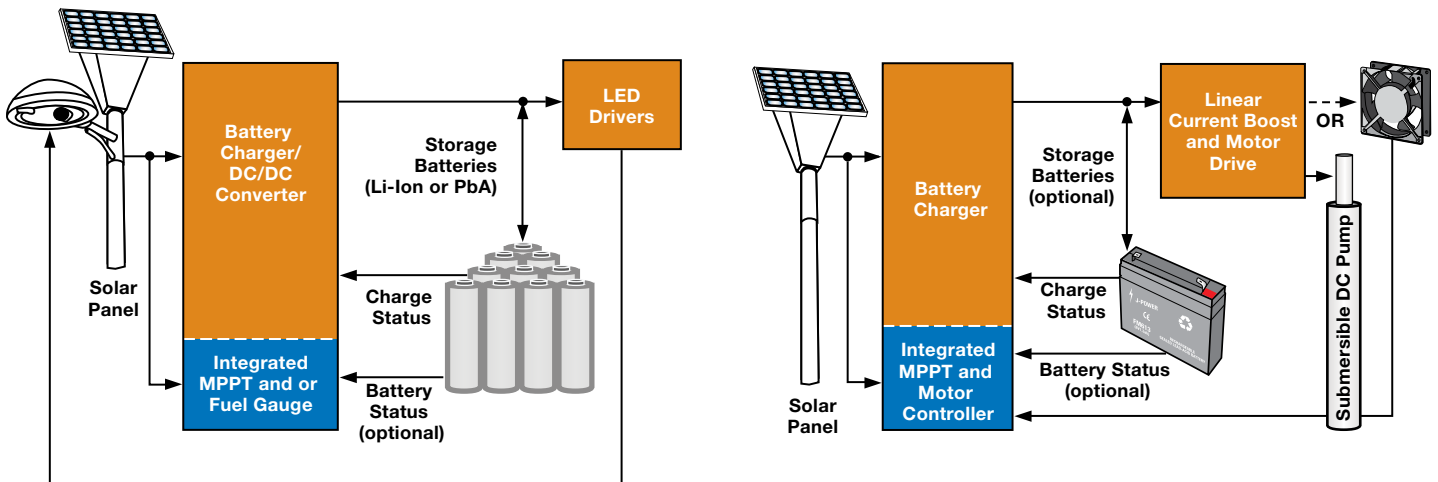 Solar
Panel
Battery
Charger/
DC/DC
Converter
Integrated
MPPT and or
Fuel Gauge
LED
Drivers
Storage
Batteries
(Li-Ion or PbA)
Charge
Status
Battery
Status
(optional)
Solar
Panel
Battery
Charger
Integrated
MPPT and
Motor
Controller
Linear
Current Boost
and Motor
Drive
OR
Storage
Batteries
(optional)
Charge
Status
J-POWER
Battery Status
(optional)
Submersible DC Pump